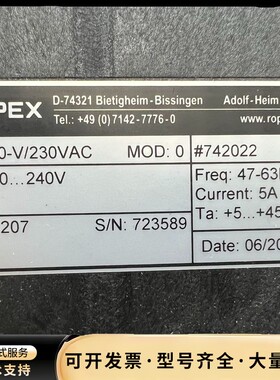 PEX
D-74321 Bietigheim-Bissingen
Adolf-Heim
Tel.: +49 (0)7142-7776-0
www.rop
0-V/230VAC
MOD: 0
#742022
0...240V
Freq: 47-63
Current: 5A
207
S/N: 723589
Ta: +5...+45
Date: 06/20
式服务
支持
可开发票·型号齐全·大量